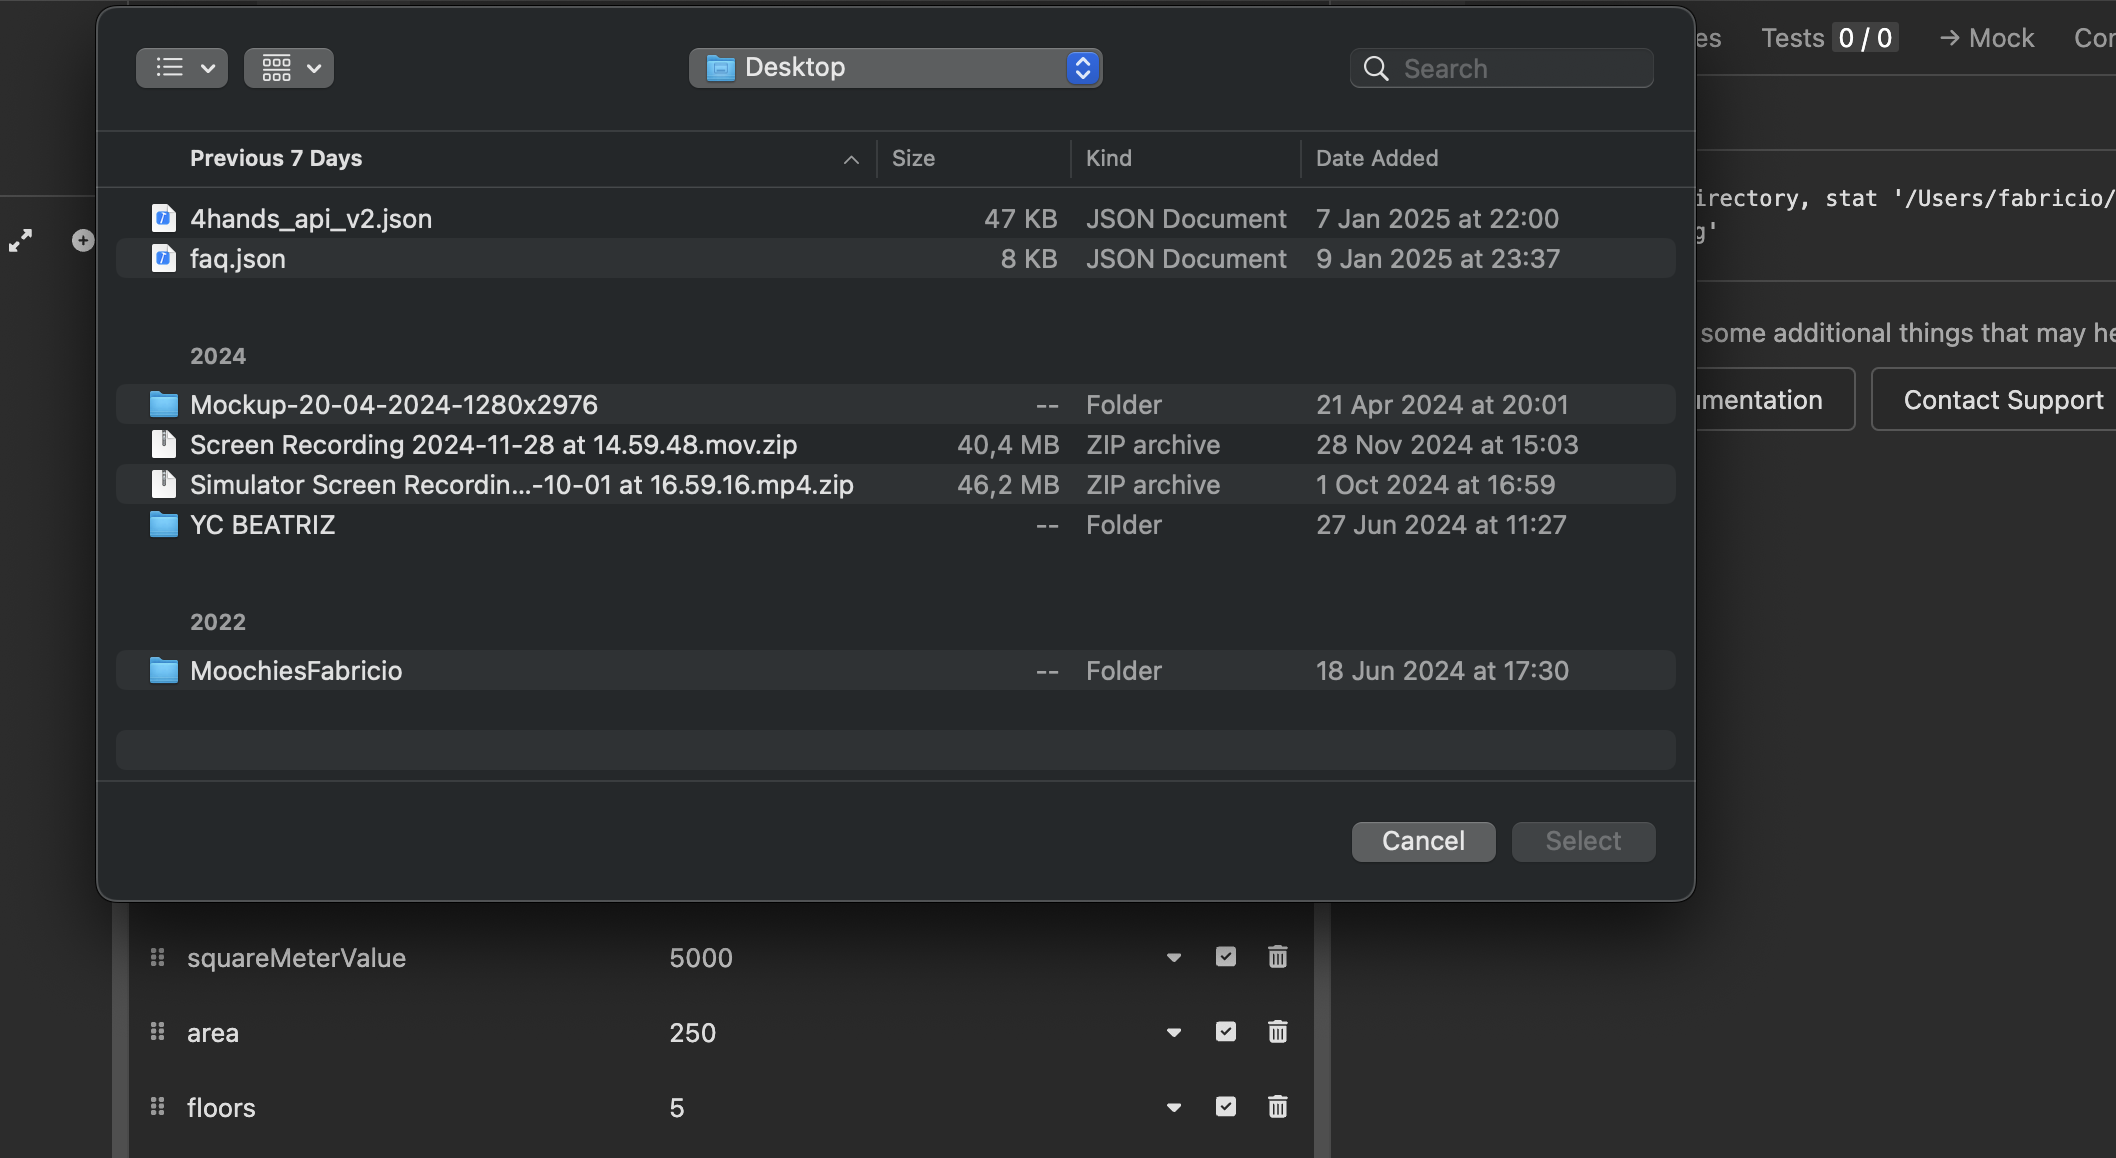 Desktop
Search
es Tests 0 / 0 → Mock
Previous 7 Days Size Kind Date Added
irectory, stat '/Users/fabricio/
4hands_api_v2.json 47 KB JSON Document 7 Jan 2025 at 22:00
g'
faq.json 8 KB JSON Document 9 Jan 2025 at 23:37
some additional things that may he
2024
Mockup-20-04-2024-1280x2976 -- Folder 21 Apr 2024 at 20:01
umentation Contact Support
Screen Recording 2024-11-28 at 14.59.48.mov.zip 40,4 MB ZIP archive 28 Nov 2024 at 15:03
Simulator Screen Recordin...-10-01 at 16.59.16.mp4.zip 46,2 MB ZIP archive 1 Oct 2024 at 16:59
YC BEATRIZ -- Folder 27 Jun 2024 at 11:27
2022
MoochiesFabricio -- Folder 18 Jun 2024 at 17:30
Cancel Select
squareMeterValue 5000
area 250
floors 5